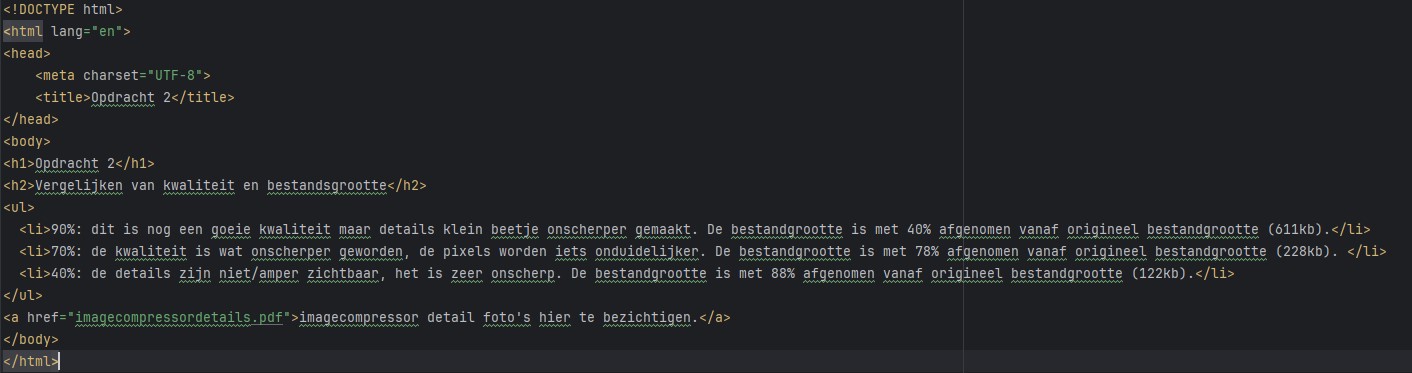 <!DOCTYPE html>
<html lang="en">
<head>
    <meta charset="UTF-8">
    <title>Opdracht 2</title>
</head>
<body>
<h1>Opdracht 2</h1>
<h2>Vergelijken van kwaliteit en bestandsgrootte</h2>
<ul>
  <li>90%: dit is nog een goeie kwaliteit maar details klein beetje onscherper gemaakt. De bestandgrootte is met 40% afgenomen vanaf origineel bestandgrootte (611kb).</li>
  <li>70%: de kwaliteit is wat onscherper geworden, de pixels worden iets onduidelijker. De bestandgrootte is met 78% afgenomen vanaf origineel bestandgrootte (228kb). </li>
  <li>40%: de details zijn niet/amper zichtbaar, het is zeer onscherp. De bestandgrootte is met 88% afgenomen vanaf origineel bestandgrootte (122kb).</li>
</ul>
<a href="imagecompressordetails.pdf">imagecompressor detail foto's hier te bezichtigen.</a>
</body>
</html>